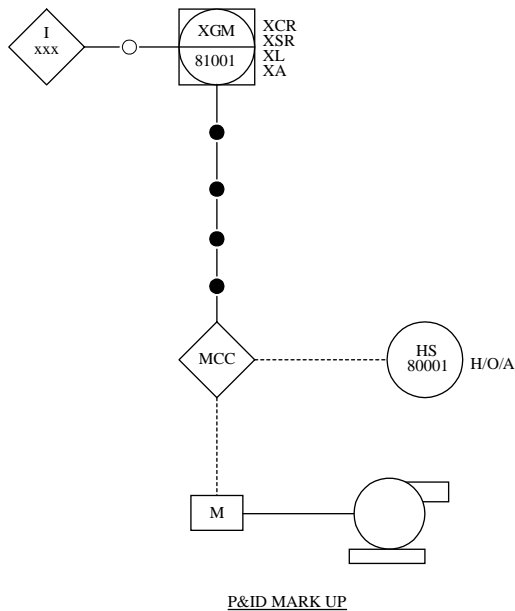 I
xxx
XGM
81001
XCR
XSR
XL
XA
MCC
HS
80001
H/O/A
M
P&ID MARK UP